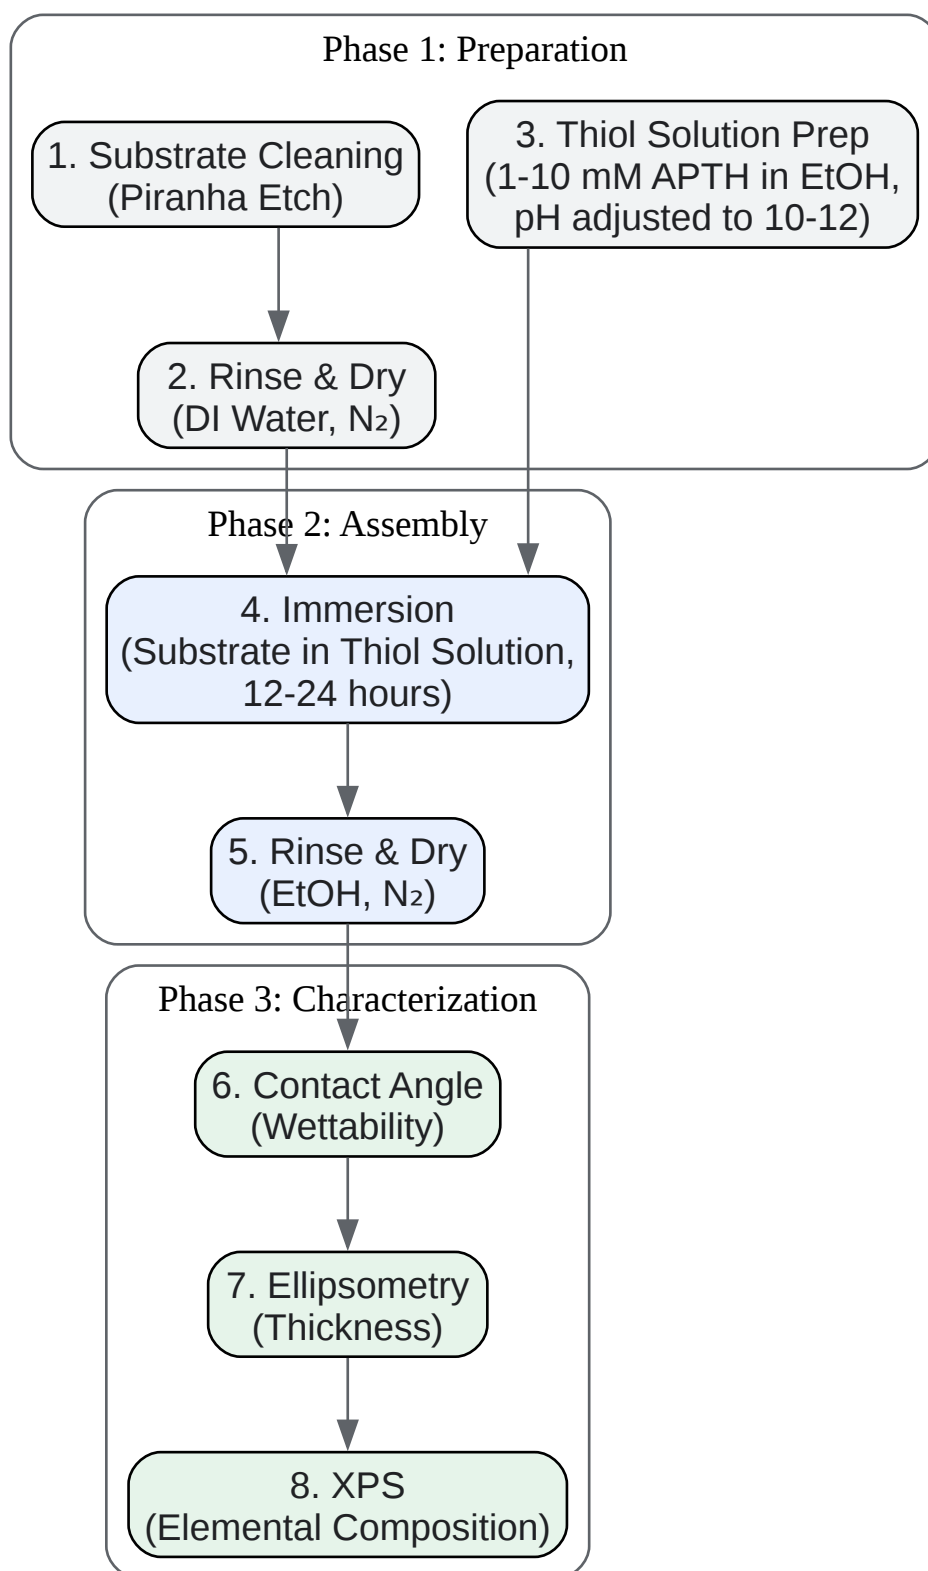 Phase 1: Preparation
1. Substrate Cleaning
(Piranha Etch)
3. Thiol Solution Prep
(1-10 mM APTH in EtOH,
pH adjusted to 10-12)
2. Rinse & Dry
(DI Water, N₂)
Phase 2: Assembly
4. Immersion
(Substrate in Thiol Solution,
12-24 hours)
5. Rinse & Dry
(EtOH, N₂)
Phase 3: Characterization
6. Contact Angle
(Wettability)
7. Ellipsometry
(Thickness)
8. XPS
(Elemental Composition)